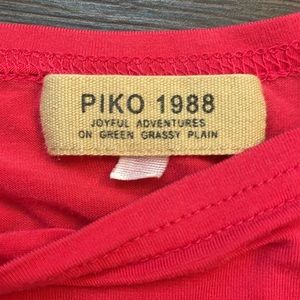 PIKO 1988
JOYFUL ADVENTURES
ON GREEN GRASSY PLAIN